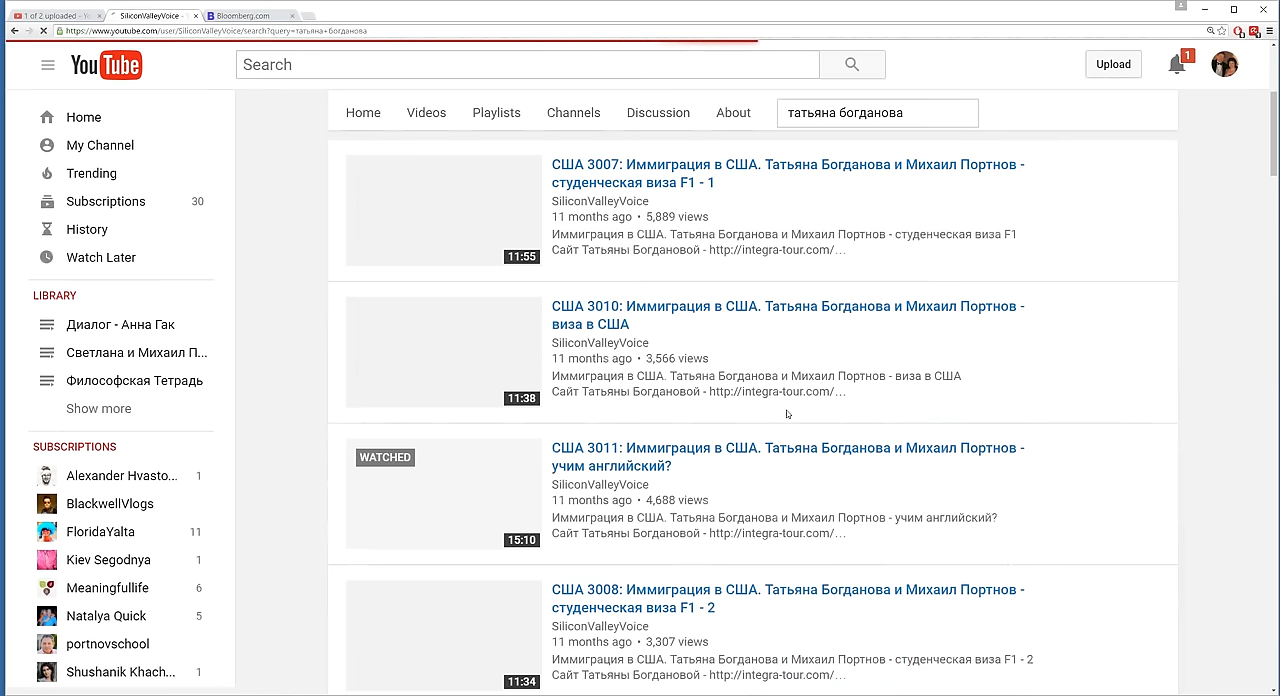 1 of 2 uploaded - Y
SiliconValleyVoice -
Bloomberg.com
https://www.youtube.com/user/SiliconValleyVoice/search?query=татьяна+богданова
YouTube
Search
Upload
1
Home
Videos
Playlists
Channels
Discussion
About
татьяна богданова
Home
My Channel
Trending
Subscriptions 30
History
Watch Later
LIBRARY
Диалог - Анна Гак
Светлана и Михаил П...
Философская Тетрадь
Show more
SUBSCRIPTIONS
Alexander Hvasto... 1
BlackwellVlogs
FloridaYalta 11
Kiev Segodnya 1
Meaningfullife 6
Natalya Quick 5
portnovschool
Shushanik Khach... 1
11:55
США 3007: Иммиграция в США. Татьяна Богданова и Михаил Портнов -
студенческая виза F1 - 1
SiliconValleyVoice
11 months ago • 5,889 views
Иммиграция в США. Татьяна Богданова и Михаил Портнов - студенческая виза F1
Сайт Татьяны Богдановой - http://integra-tour.com/...
11:38
США 3010: Иммиграция в США. Татьяна Богданова и Михаил Портнов -
виза в США
SiliconValleyVoice
11 months ago • 3,566 views
Иммиграция в США. Татьяна Богданова и Михаил Портнов - виза в США
Сайт Татьяны Богдановой - http://integra-tour.com/...
WATCHED
15:10
США 3011: Иммиграция в США. Татьяна Богданова и Михаил Портнов -
учим английский?
SiliconValleyVoice
11 months ago • 4,688 views
Иммиграция в США. Татьяна Богданова и Михаил Портнов - учим английский?
Сайт Татьяны Богдановой - http://integra-tour.com/...
11:34
США 3008: Иммиграция в США. Татьяна Богданова и Михаил Портнов -
студенческая виза F1 - 2
SiliconValleyVoice
11 months ago • 3,307 views
Иммиграция в США. Татьяна Богданова и Михаил Портнов - студенческая виза F1 - 2
Сайт Татьяны Богдановой - http://integra-tour.com/...